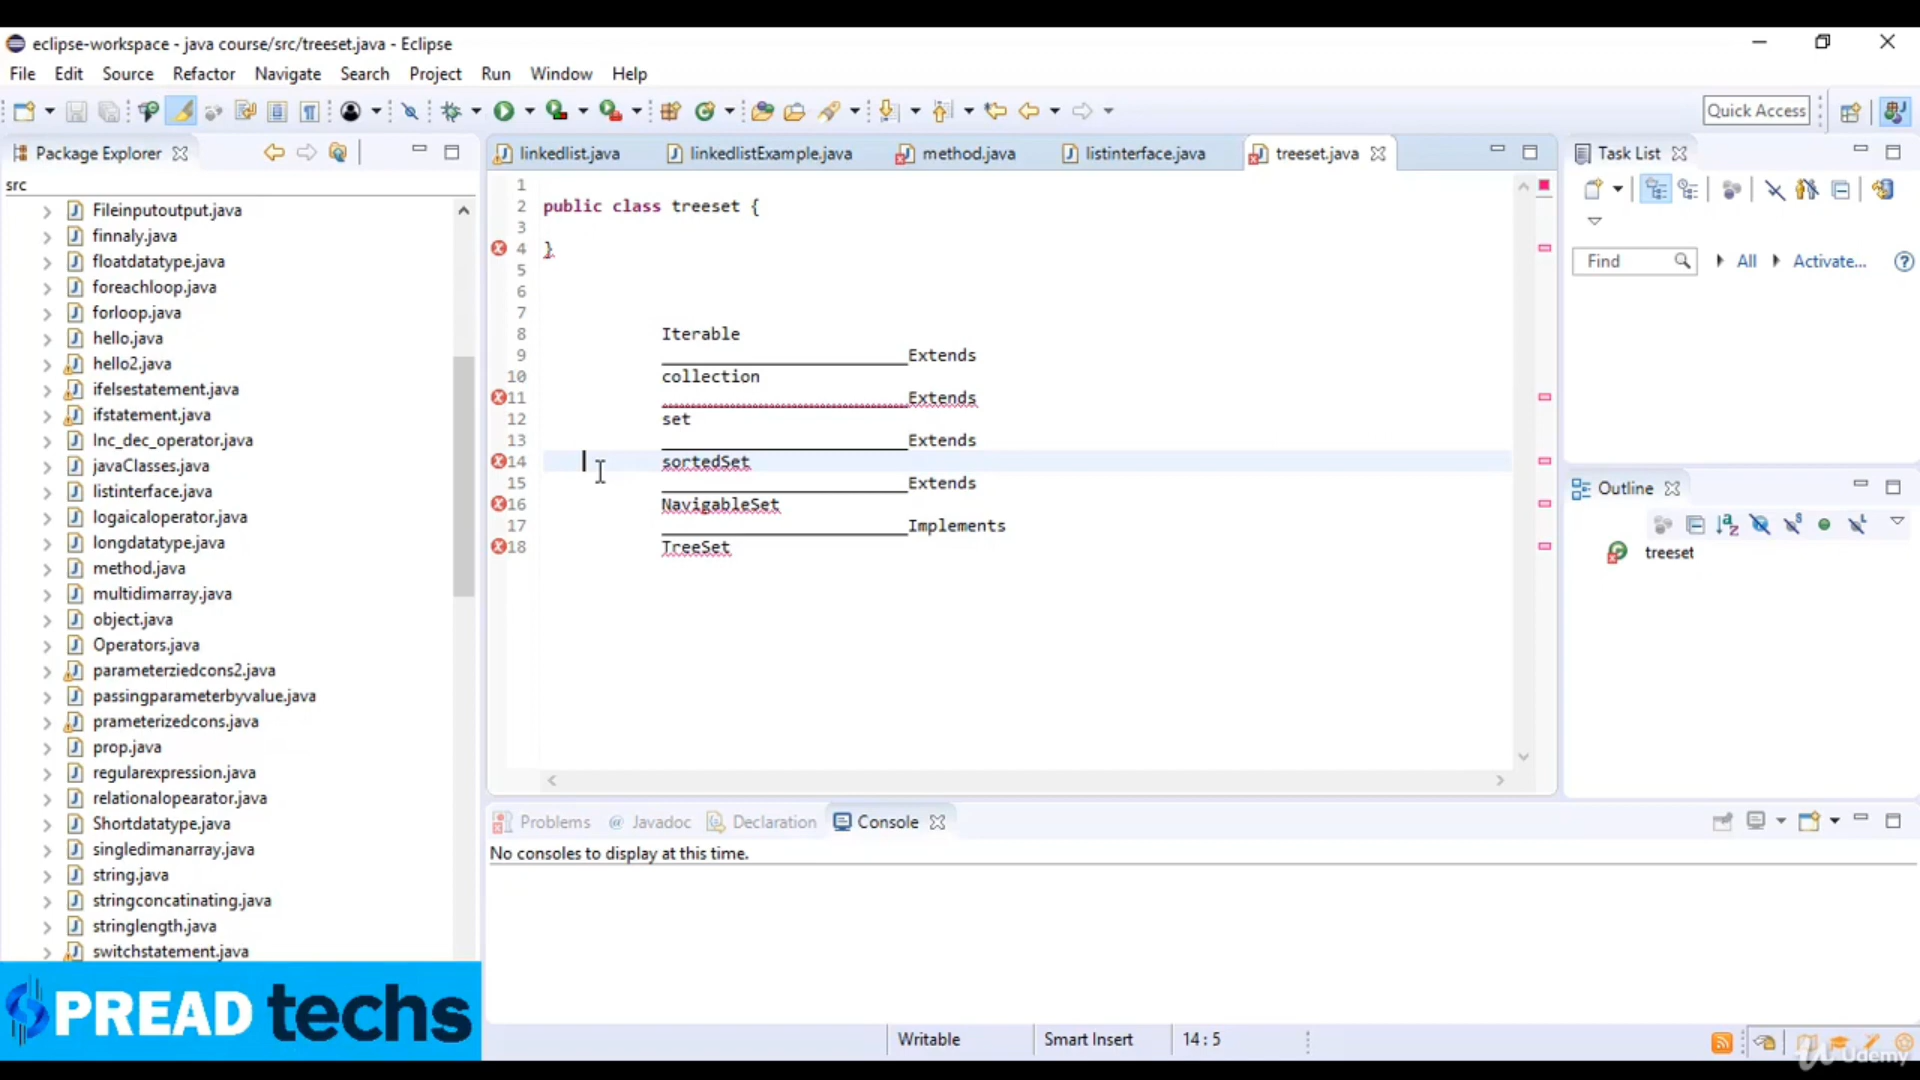 eclipse-workspace - java course/src/treeset.java - Eclipse
File Edit Source Refactor Navigate Search Project Run Window Help
Quick Access
Package Explorer
src
Fileinputoutput.java
finnaly.java
floatdatatype.java
foreachloop.java
forloop.java
hello.java
hello2.java
ifelsestatement.java
ifstatement.java
Inc_dec_operator.java
javaClasses.java
listinterface.java
logaicaloperator.java
longdatatype.java
method.java
multidimarray.java
object.java
Operators.java
parameterziedcons2.java
passingparameterbyvalue.java
prameterizedcons.java
prop.java
regularexpression.java
relationalopearator.java
Shortdatatype.java
singledimanarray.java
string.java
stringconcatinating.java
stringlength.java
switchstatement.java
SPREAD techs
linkedlist.java linkedlistExample.java method.java listinterface.java treeset.java
1
2 public class treeset {
3
4 }
5
6
7
8 Iterable
9 _________________________Extends
10 collection
11 _________________________Extends
12 set
13 _________________________Extends
14 sortedSet
15 _________________________Extends
16 NavigableSet
17 _________________________Implements
18 TreeSet
Problems @ Javadoc Declaration Console
No consoles to display at this time.
Writable Smart Insert 14 : 5
Task List
Find All Activate...
Outline
treeset
Udemy